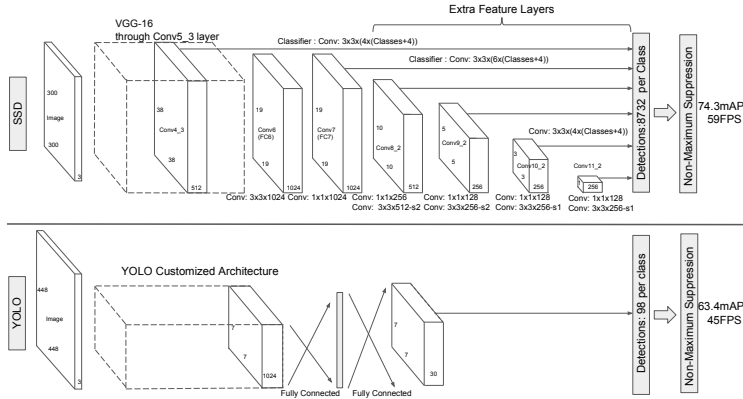 Extra Feature Layers
VGG-16
through Conv5_3 layer
Classifier : Conv: 3x3x(4x(Classes+4))
Classifier : Conv: 3x3x(6x(Classes+4))
SSD
300
Image
300
3
38
Conv4_3
38
512
19
Conv6
(FC6)
19
1024
19
Conv7
(FC7)
19
1024
10
Conv8_2
10
512
5
Conv9_2
5
256
Conv: 3x3x(4x(Classes+4))
3
Conv10_2
3
256
Conv11_2
256
Detections:8732 per Class
Non-Maximum Suppression
74.3mAP
59FPS
Conv: 3x3x1024
Conv: 1x1x1024
Conv: 1x1x256
Conv: 3x3x512-s2
Conv: 1x1x128
Conv: 3x3x256-s2
Conv: 1x1x128
Conv: 3x3x256-s1
Conv: 1x1x128
Conv: 3x3x256-s1
YOLO
448
Image
448
3
YOLO Customized Architecture
7
7
1024
Fully Connected
Fully Connected
7
7
30
Detections: 98 per class
Non-Maximum Suppression
63.4mAP
45FPS